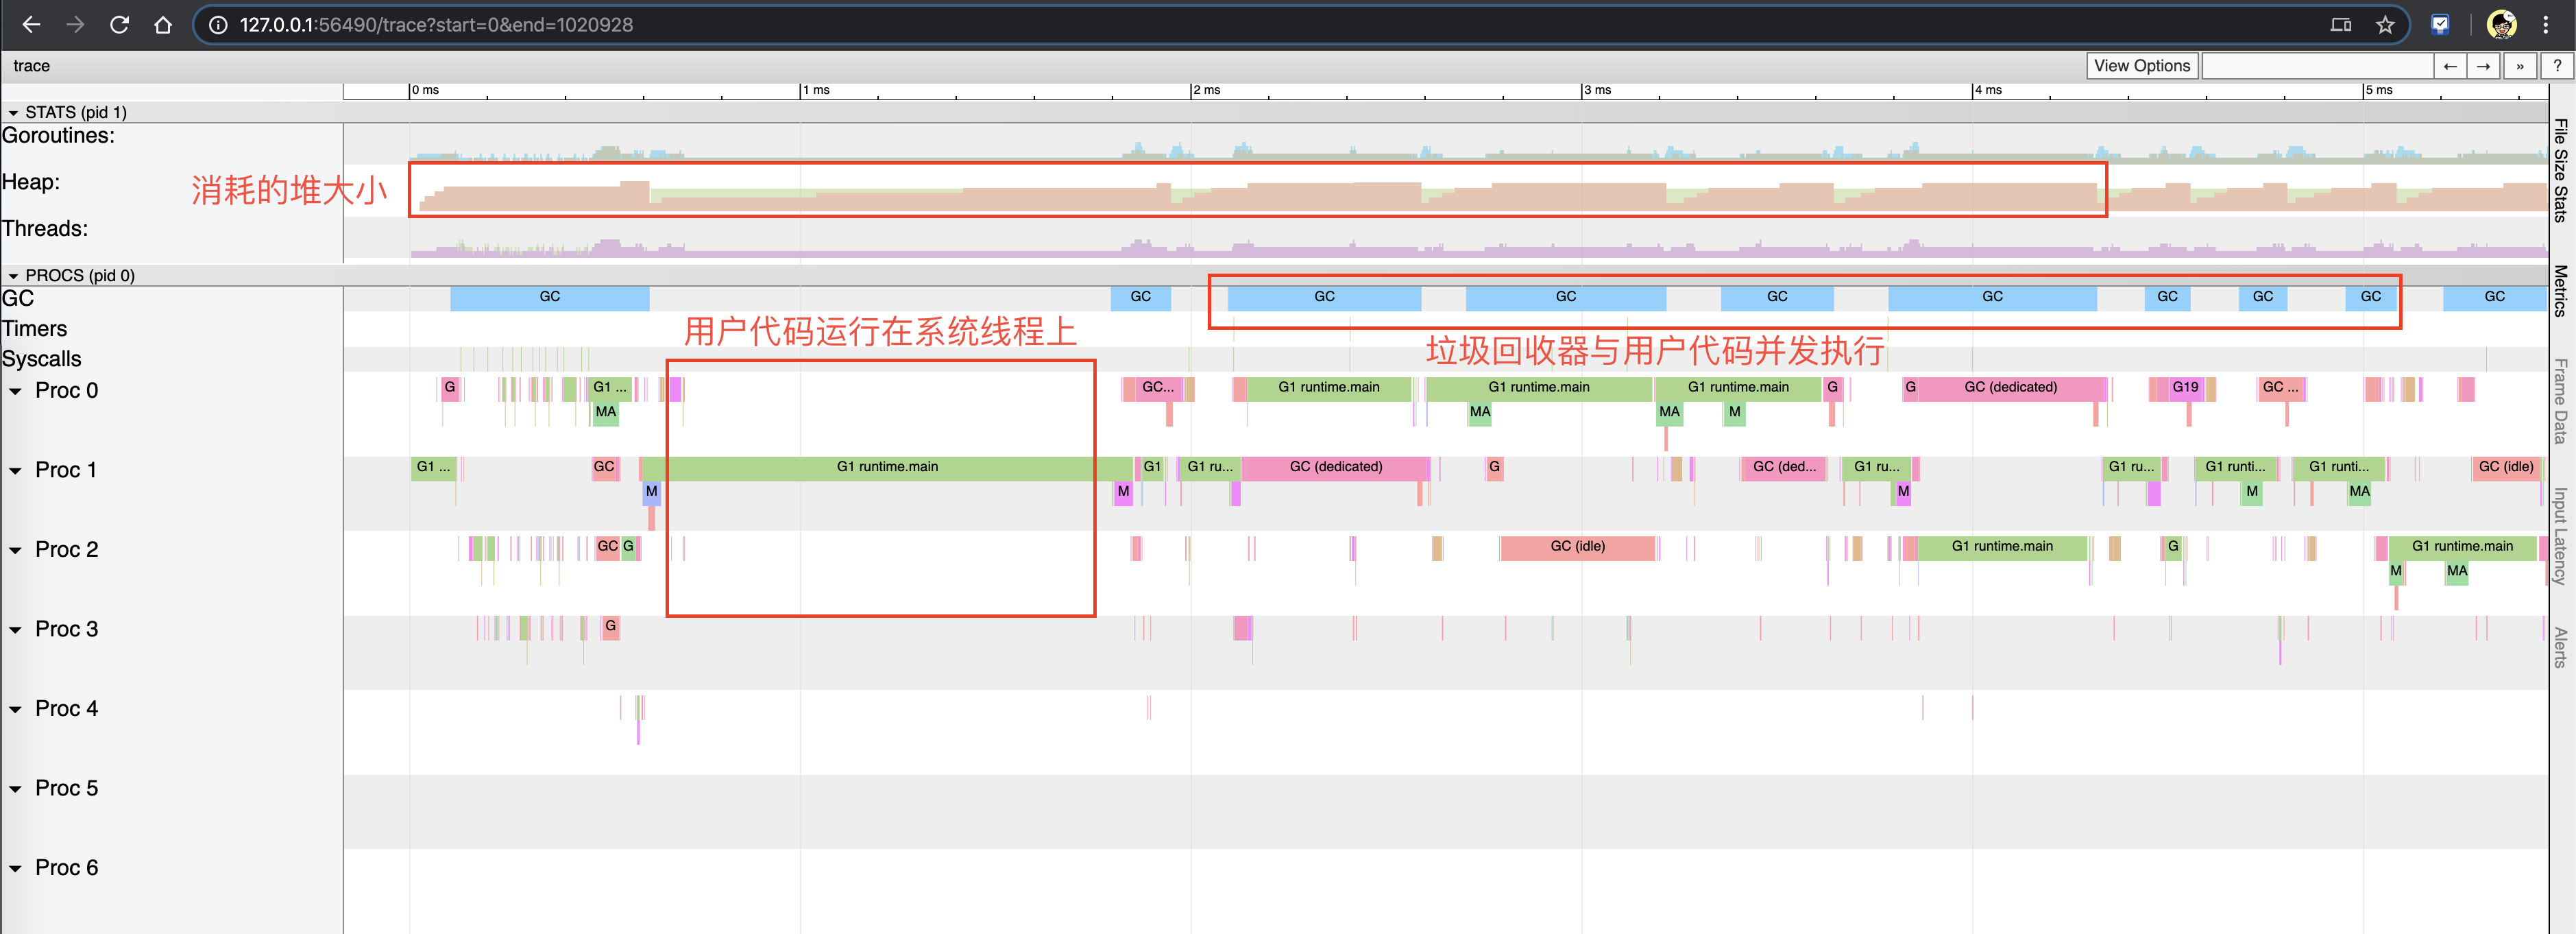 127.0.0.1:56490/trace?start=0&end=1020928
trace
View Options
← → » ?
0 ms 1 ms 2 ms 3 ms 4 ms 5 ms
STATS (pid 1)
Goroutines:
Heap:
消耗的堆大小
Threads:
PROCS (pid 0)
GC GC GC GC GC GC GC GC GC GC GC
Timers
用户代码运行在系统线程上
垃圾回收器与用户代码并发执行
Syscalls
Proc 0 G G1 ... GC... G1 runtime.main G1 runtime.main G1 runtime.main G G GC (dedicated) G19 GC ...
MA MA MA M
Proc 1 G1 ... GC G1 runtime.main G1 G1 ru... GC (dedicated) G GC (ded... G1 ru... G1 ru... G1 runti... G1 runti... GC (idle)
M M M M MA
Proc 2 GC G GC (idle) G1 runtime.main G G1 runtime.main
M MA
Proc 3 G
Proc 4
Proc 5
Proc 6
File Size Stats
Metrics
Frame Data
Input Latency
Alerts